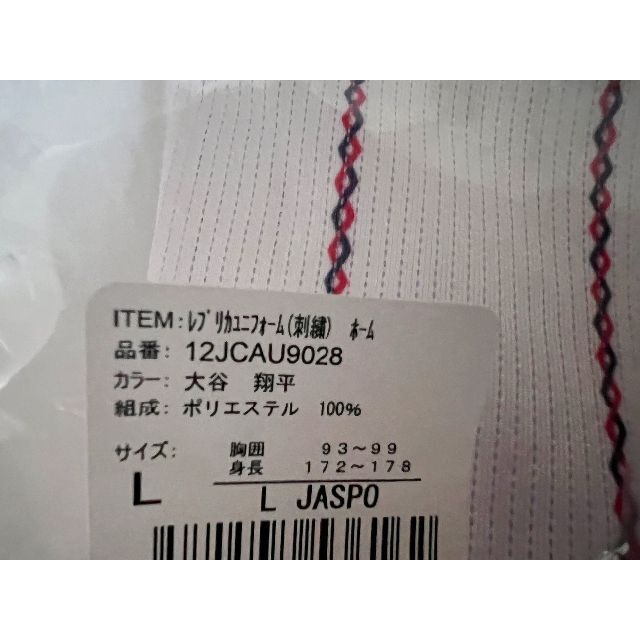 ITEM:ﾚﾌﾟﾘｶﾕﾆﾌｫｰﾑ(刺繍) ﾎｰﾑ
品番: 12JCAU9028
カラー: 大谷 翔平
組成: ポリエステル 100%
サイズ: 胸囲 93～99
身長 172～178
L L JASPO